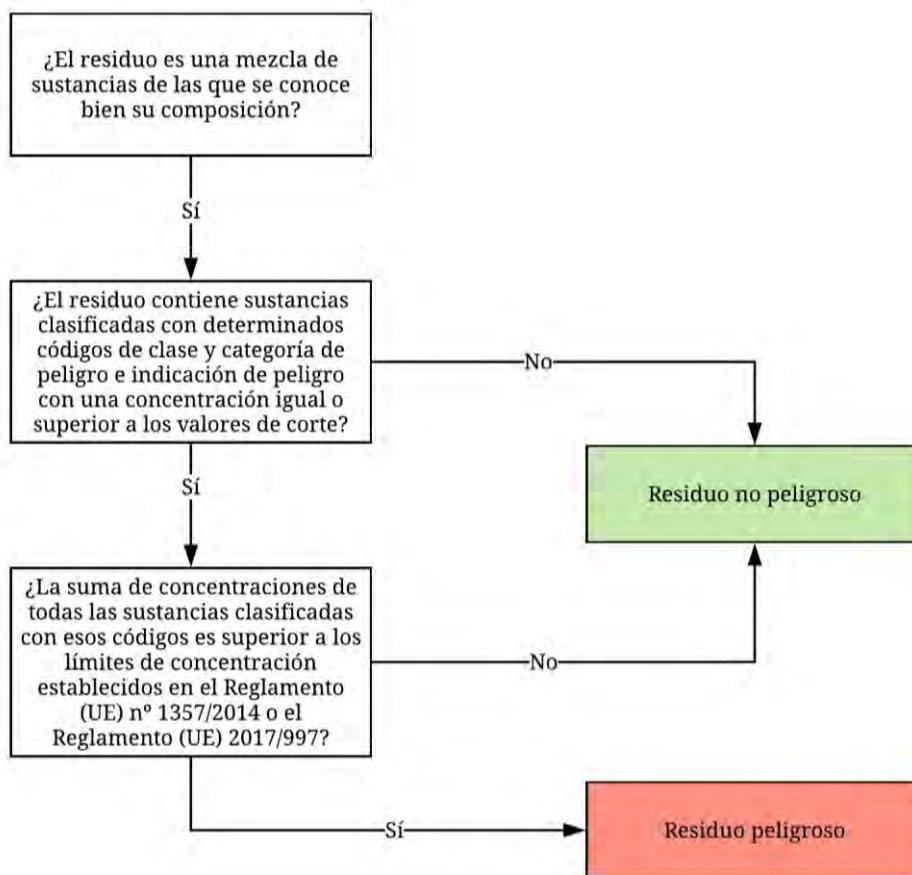 ¿El residuo es una mezcla de
sustancias de las que se conoce
bien su composición?
Sí
¿El residuo contiene sustancias
clasificadas con determinados
códigos de clase y categoría de
peligro e indicación de peligro
con una concentración igual o
superior a los valores de corte?
No
Residuo no peligroso
Sí
¿La suma de concentraciones de
todas las sustancias clasificadas
con esos códigos es superior a los
límites de concentración
establecidos en el Reglamento
(UE) nº 1357/2014 o el
Reglamento (UE) 2017/997?
No
Sí
Residuo peligroso